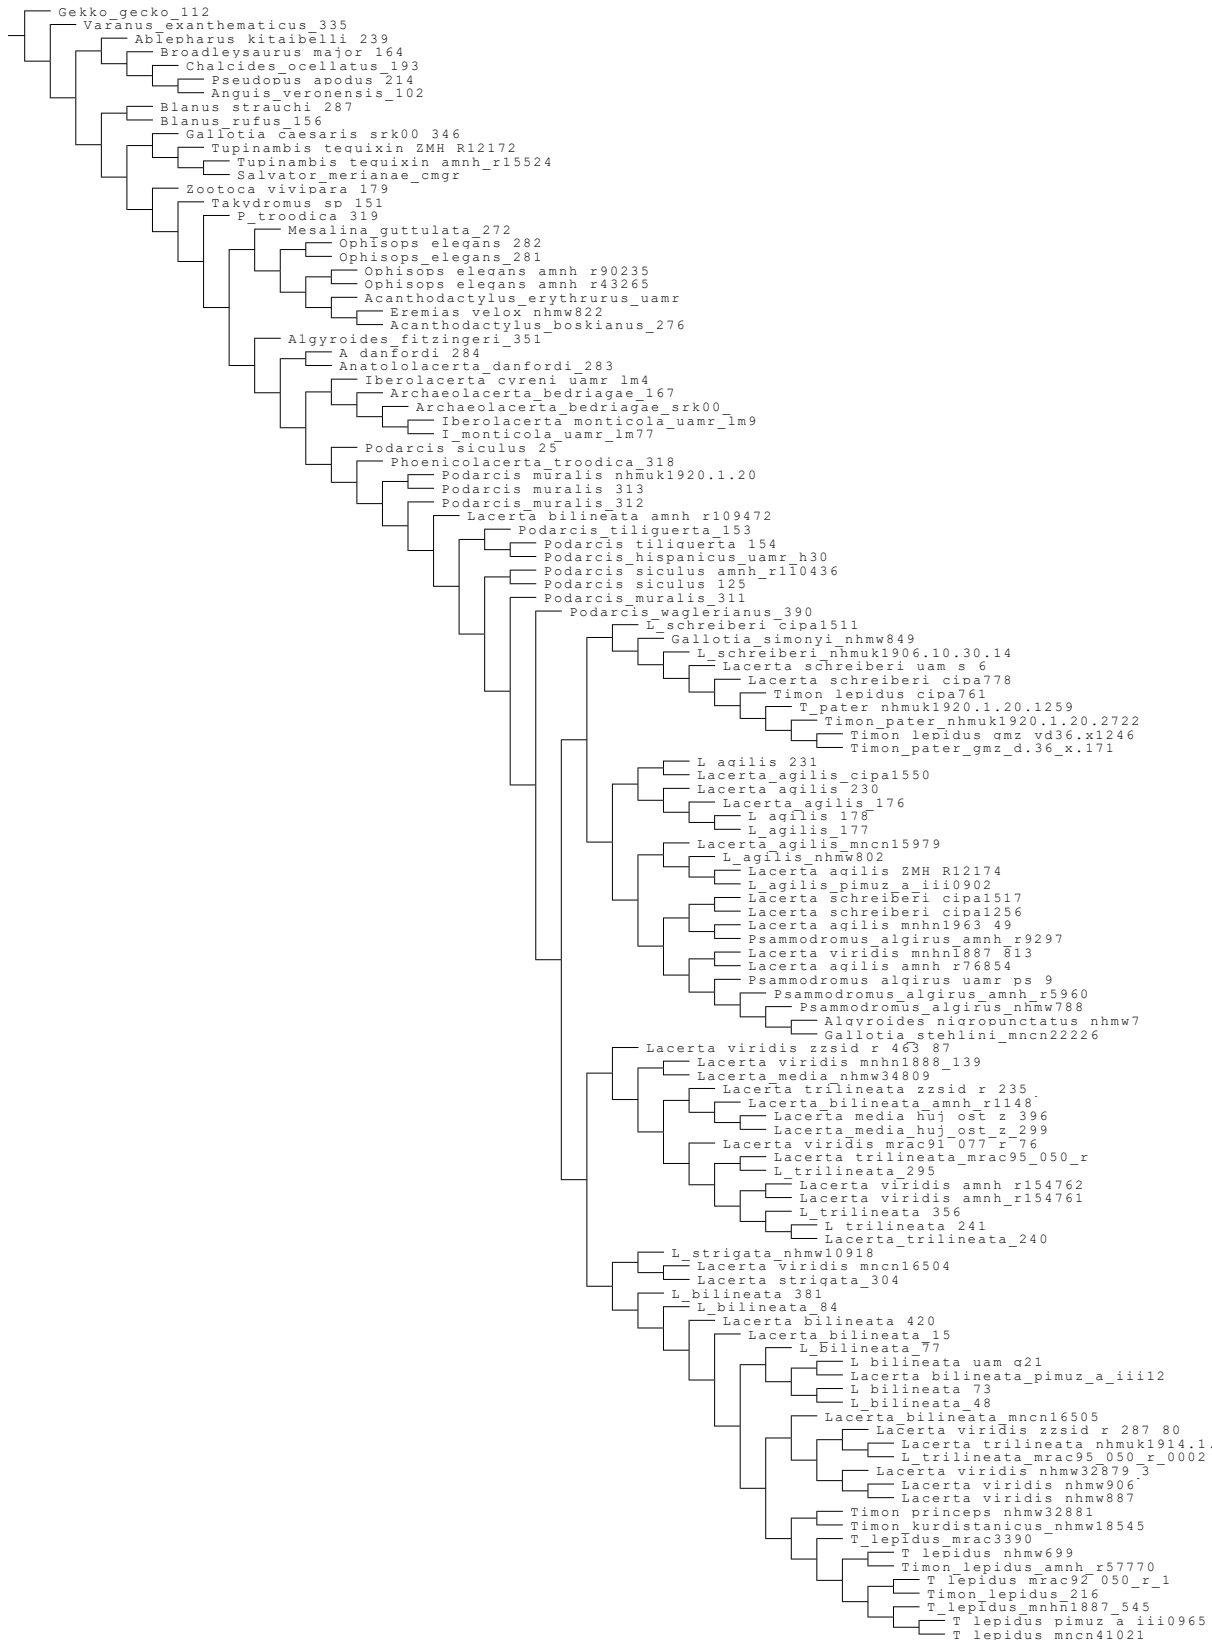 Gekko_gecko_112
Varanus_exanthematicus_335
Ablepharus_kitaibelli_239
Broadleysaurus_major_164
Chalcides_ocellatus_193
Pseudopus_apodus_214
Anguis_veronensis_102
Blanus_strauchi_287
Blanus_rufus_156
Gallotia_caesaris_srk00_346
Tupinambis_teguixin_ZMH_R12172
Tupinambis_teguixin_amnh_r15524
Salvator_merianae_cmgr
Zootoca_vivipara_179
Takydromus_sp_151
P_troodica_319
Mesalina_guttulata_272
Ophisops_elegans_282
Ophisops_elegans_281
Ophisops_elegans_amnh_r90235
Ophisops_elegans_amnh_r43265
Acanthodactylus_erythrurus_uamr
Eremias_velox_nhmw822
Acanthodactylus_boskianus_276
Algyroides_fitzingeri_351
A_danfordi_284
Anatololacerta_danfordi_283
Iberolacerta_cyreni_uamr_lm4
Archaeolacerta_bedriagae_167
Archaeolacerta_bedriagae_srk00_
Iberolacerta_monticola_uamr_lm9
I_monticola_uamr_lm77
Podarcis_siculus_25
Phoenicolacerta_troodica_318
Podarcis_muralis_nhmuk1920.1.20
Podarcis_muralis_313
Podarcis_muralis_312
Lacerta_bilineata_amnh_r109472
Podarcis_tiliguerta_153
Podarcis_tiliguerta_154
Podarcis_hispanicus_uamr_h30
Podarcis_siculus_amnh_r110436
Podarcis_siculus_125
Podarcis_muralis_311
Podarcis_waglerianus_390
L_schreiberi_cipa1511
Gallotia_simonyi_nhmw849
L_schreiberi_nhmuk1906.10.30.14
Lacerta_schreiberi_uam_s_6
Lacerta_schreiberi_cipa778
Timon_lepidus_cipa761
T_pater_nhmuk1920.1.20.1259
Timon_pater_nhmuk1920.1.20.2722
Timon_lepidus_gmz_vd36.x1246
Timon_pater_gmz_d.36_x.171
L_agilis_231
Lacerta_agilis_cipa1550
Lacerta_agilis_230
Lacerta_agilis_176
L_agilis_178
L_agilis_177
Lacerta_agilis_mncn15979
L_agilis_nhmw802
Lacerta_agilis_ZMH_R12174
L_agilis_pimuz_a_iii0902
Lacerta_schreiberi_cipa1517
Lacerta_schreiberi_cipa1256
Lacerta_agilis_mnhn1963_49
Psammodromus_algirus_amnh_r9297
Lacerta_viridis_mnhn1887_813
Lacerta_agilis_amnh_r76854
Psammodromus_algirus_uamr_ps_9
Psammodromus_algirus_amnh_r5960
Psammodromus_algirus_nhmw788
Algyroides_nigropunctatus_nhmw7
Gallotia_stehlini_mncn22226
Lacerta_viridis_zzsid_r_463_87
Lacerta_viridis_mnhn1888_139
Lacerta_media_nhmw34809
Lacerta_trilineata_zzsid_r_235_
Lacerta_bilineata_amnh_r1148
Lacerta_media_huj_ost_z_396
Lacerta_media_huj_ost_z_299
Lacerta_viridis_mrac91_077_r_76
Lacerta_trilineata_mrac95_050_r
L_trilineata_295
Lacerta_viridis_amnh_r154762
Lacerta_viridis_amnh_r154761
L_trilineata_356
L_trilineata_241
Lacerta_trilineata_240
L_strigata_nhmw10918
Lacerta_viridis_mncn16504
Lacerta_strigata_304
L_bilineata_381
L_bilineata_84
Lacerta_bilineata_420
Lacerta_bilineata_15
L_bilineata_77
L_bilineata_uam_g21
Lacerta_bilineata_pimuz_a_iii12
L_bilineata_73
L_bilineata_48
Lacerta_bilineata_mncn16505
Lacerta_viridis_zzsid_r_287_80
Lacerta_trilineata_nhmuk1914.1.
L_trilineata_mrac95_050_r_0002
Lacerta_viridis_nhmw32879_3
Lacerta_viridis_nhmw906
Lacerta_viridis_nhmw887
Timon_princeps_nhmw32881
Timon_kurdistanicus_nhmw18545
T_lepidus_mrac3390
T_lepidus_nhmw699
Timon_lepidus_amnh_r57770
T_lepidus_mrac92_050_r_1
Timon_lepidus_216
T_lepidus_mnhn1887_545
T_lepidus_pimuz_a_iii0965
T_lepidus_mncn41021